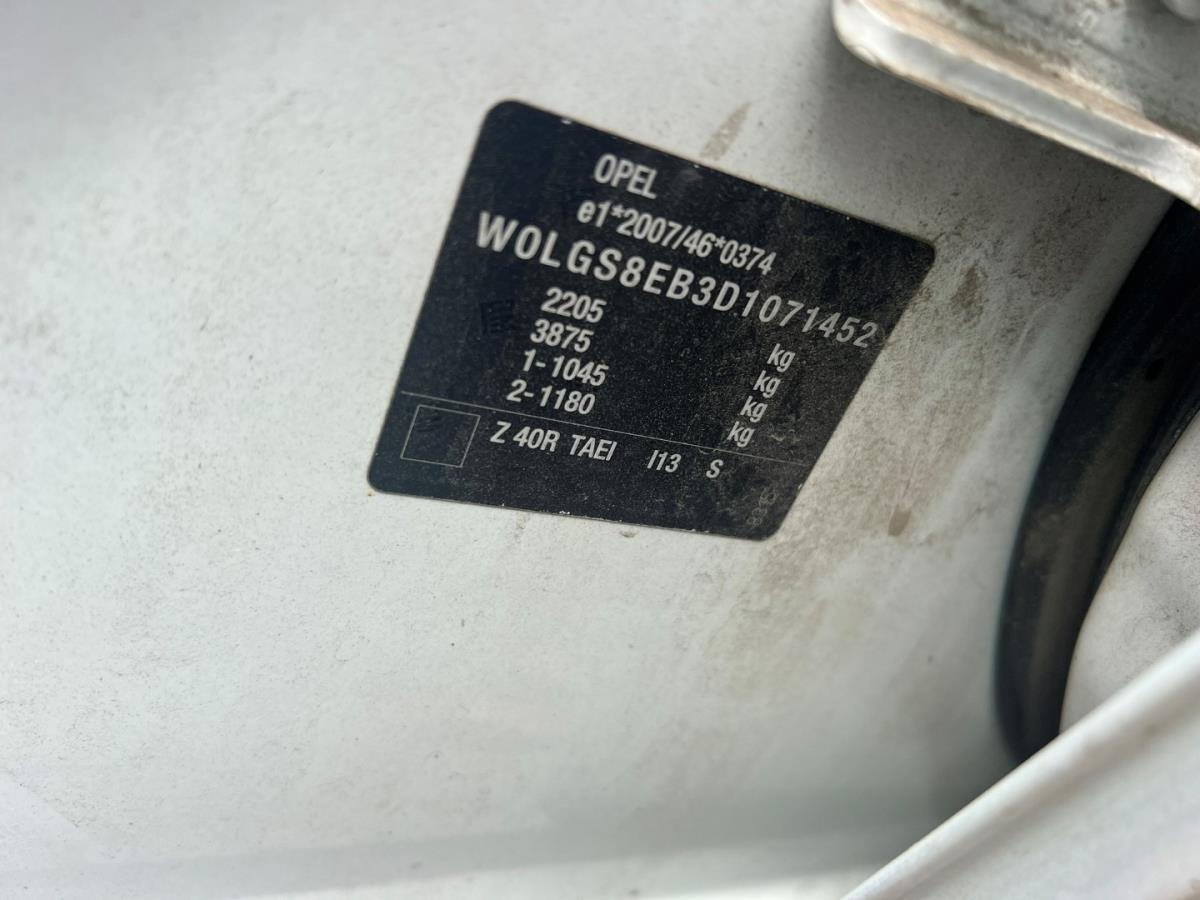 OPEL
e1*2007/46*0374
W0LGS8EB3D1071452
2205 kg
3875 kg
1-1045 kg
2-1180 kg
Z 40R TAEI I13 S